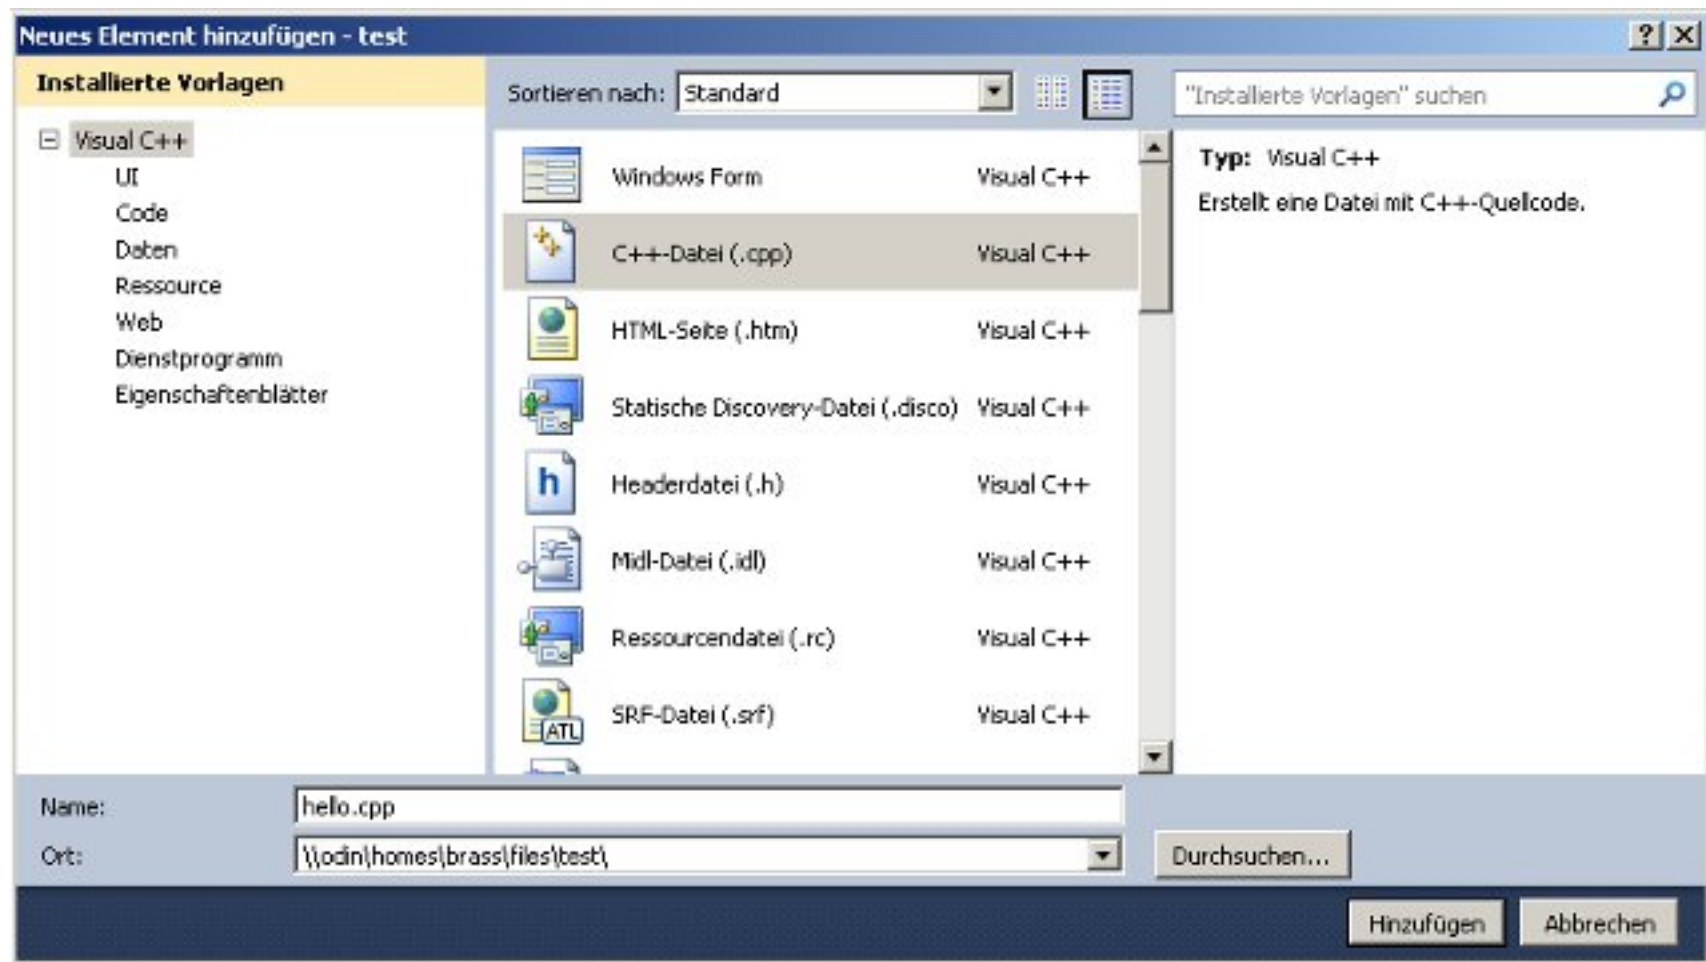 Neues Element hinzufügen - test
Installierte Vorlagen
Visual C++
UI
Code
Daten
Ressource
Web
Dienstprogramm
Eigenschaftenblätter
Sortieren nach: Standard
"Installierte Vorlagen" suchen
Windows Form Visual C++
C++-Datei (.cpp) Visual C++
HTML-Seite (.htm) Visual C++
Statische Discovery-Datei (.disco) Visual C++
Headerdatei (.h) Visual C++
Midl-Datei (.idl) Visual C++
Ressourcendatei (.rc) Visual C++
SRF-Datei (.srf) Visual C++
h
ATL
Typ: Visual C++
Erstellt eine Datei mit C++-Quellcode.
Name: hello.cpp
Ort: \\odin\homes\brass\files\test\
Durchsuchen...
Hinzufügen
Abbrechen